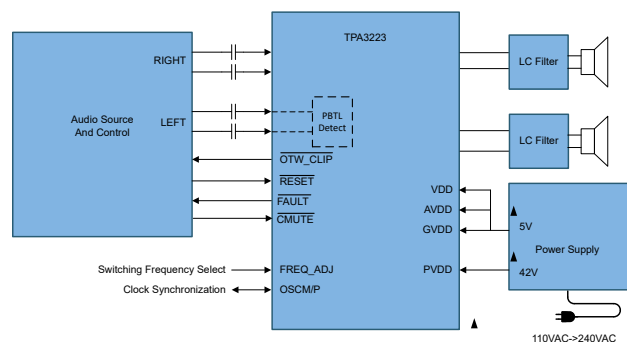 TPA3223
RIGHT
LC Filter
Audio Source
And Control
LEFT
PBTL
Detect
LC Filter
OTW_CLIP
RESET
FAULT
CMUTE
VDD
AVDD
GVDD
5V
Power Supply
Switching Frequency Select
FREQ_ADJ
PVDD
42V
Clock Synchronization
OSCM/P
110VAC->240VAC